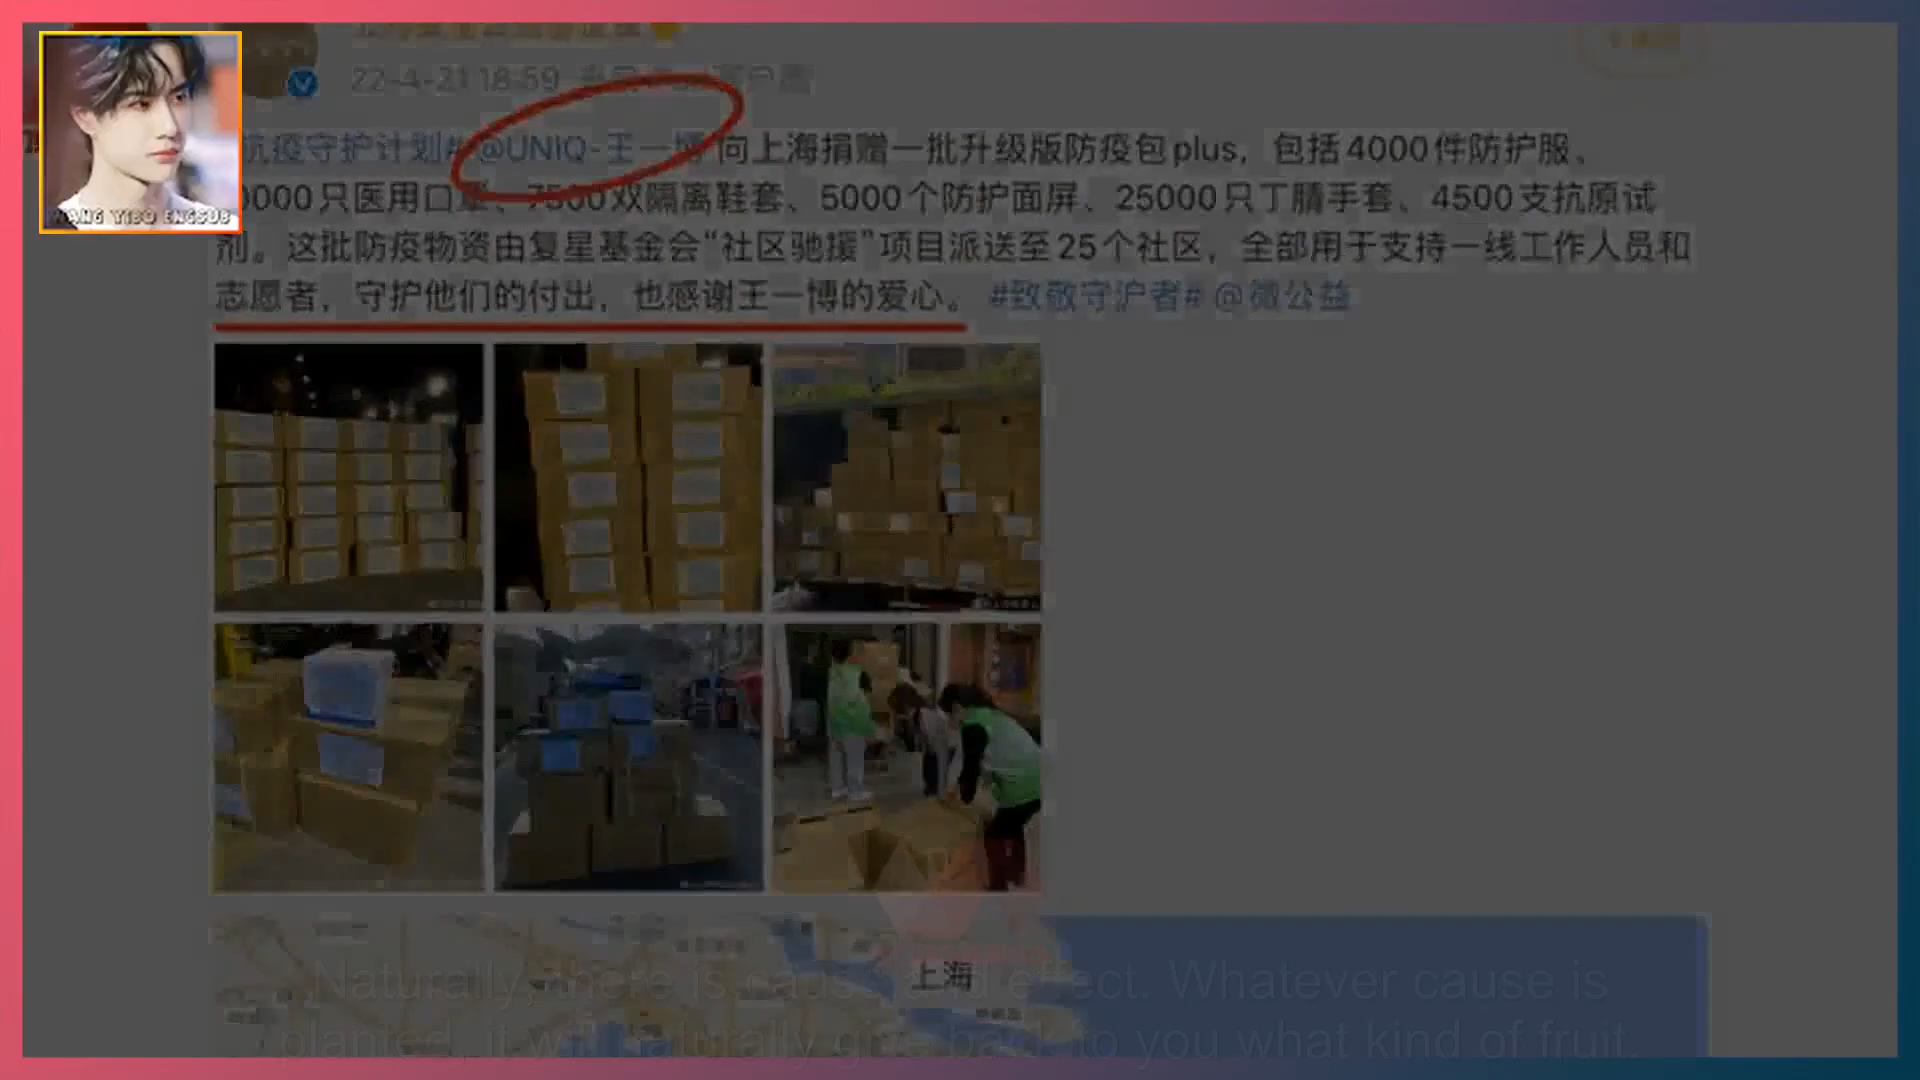 WANG YIBO ENGSUB
22-4-21 18:59
抗疫守护计划# @UNIQ-王一博 向上海捐赠一批升级版防疫包plus，包括4000件防护服、
0000只医用口罩、7500双隔离鞋套、5000个防护面屏、25000只丁腈手套、4500支抗原试
剂。这批防疫物资由复星基金会“社区驰援”项目派送至25个社区，全部用于支持一线工作人员和
志愿者，守护他们的付出，也感谢王一博的爱心。 #致敬守沪者# @微公益
上海
Naturally, there is cause and effect. Whatever cause is
planted, it will naturally give back to you what kind of fruit.